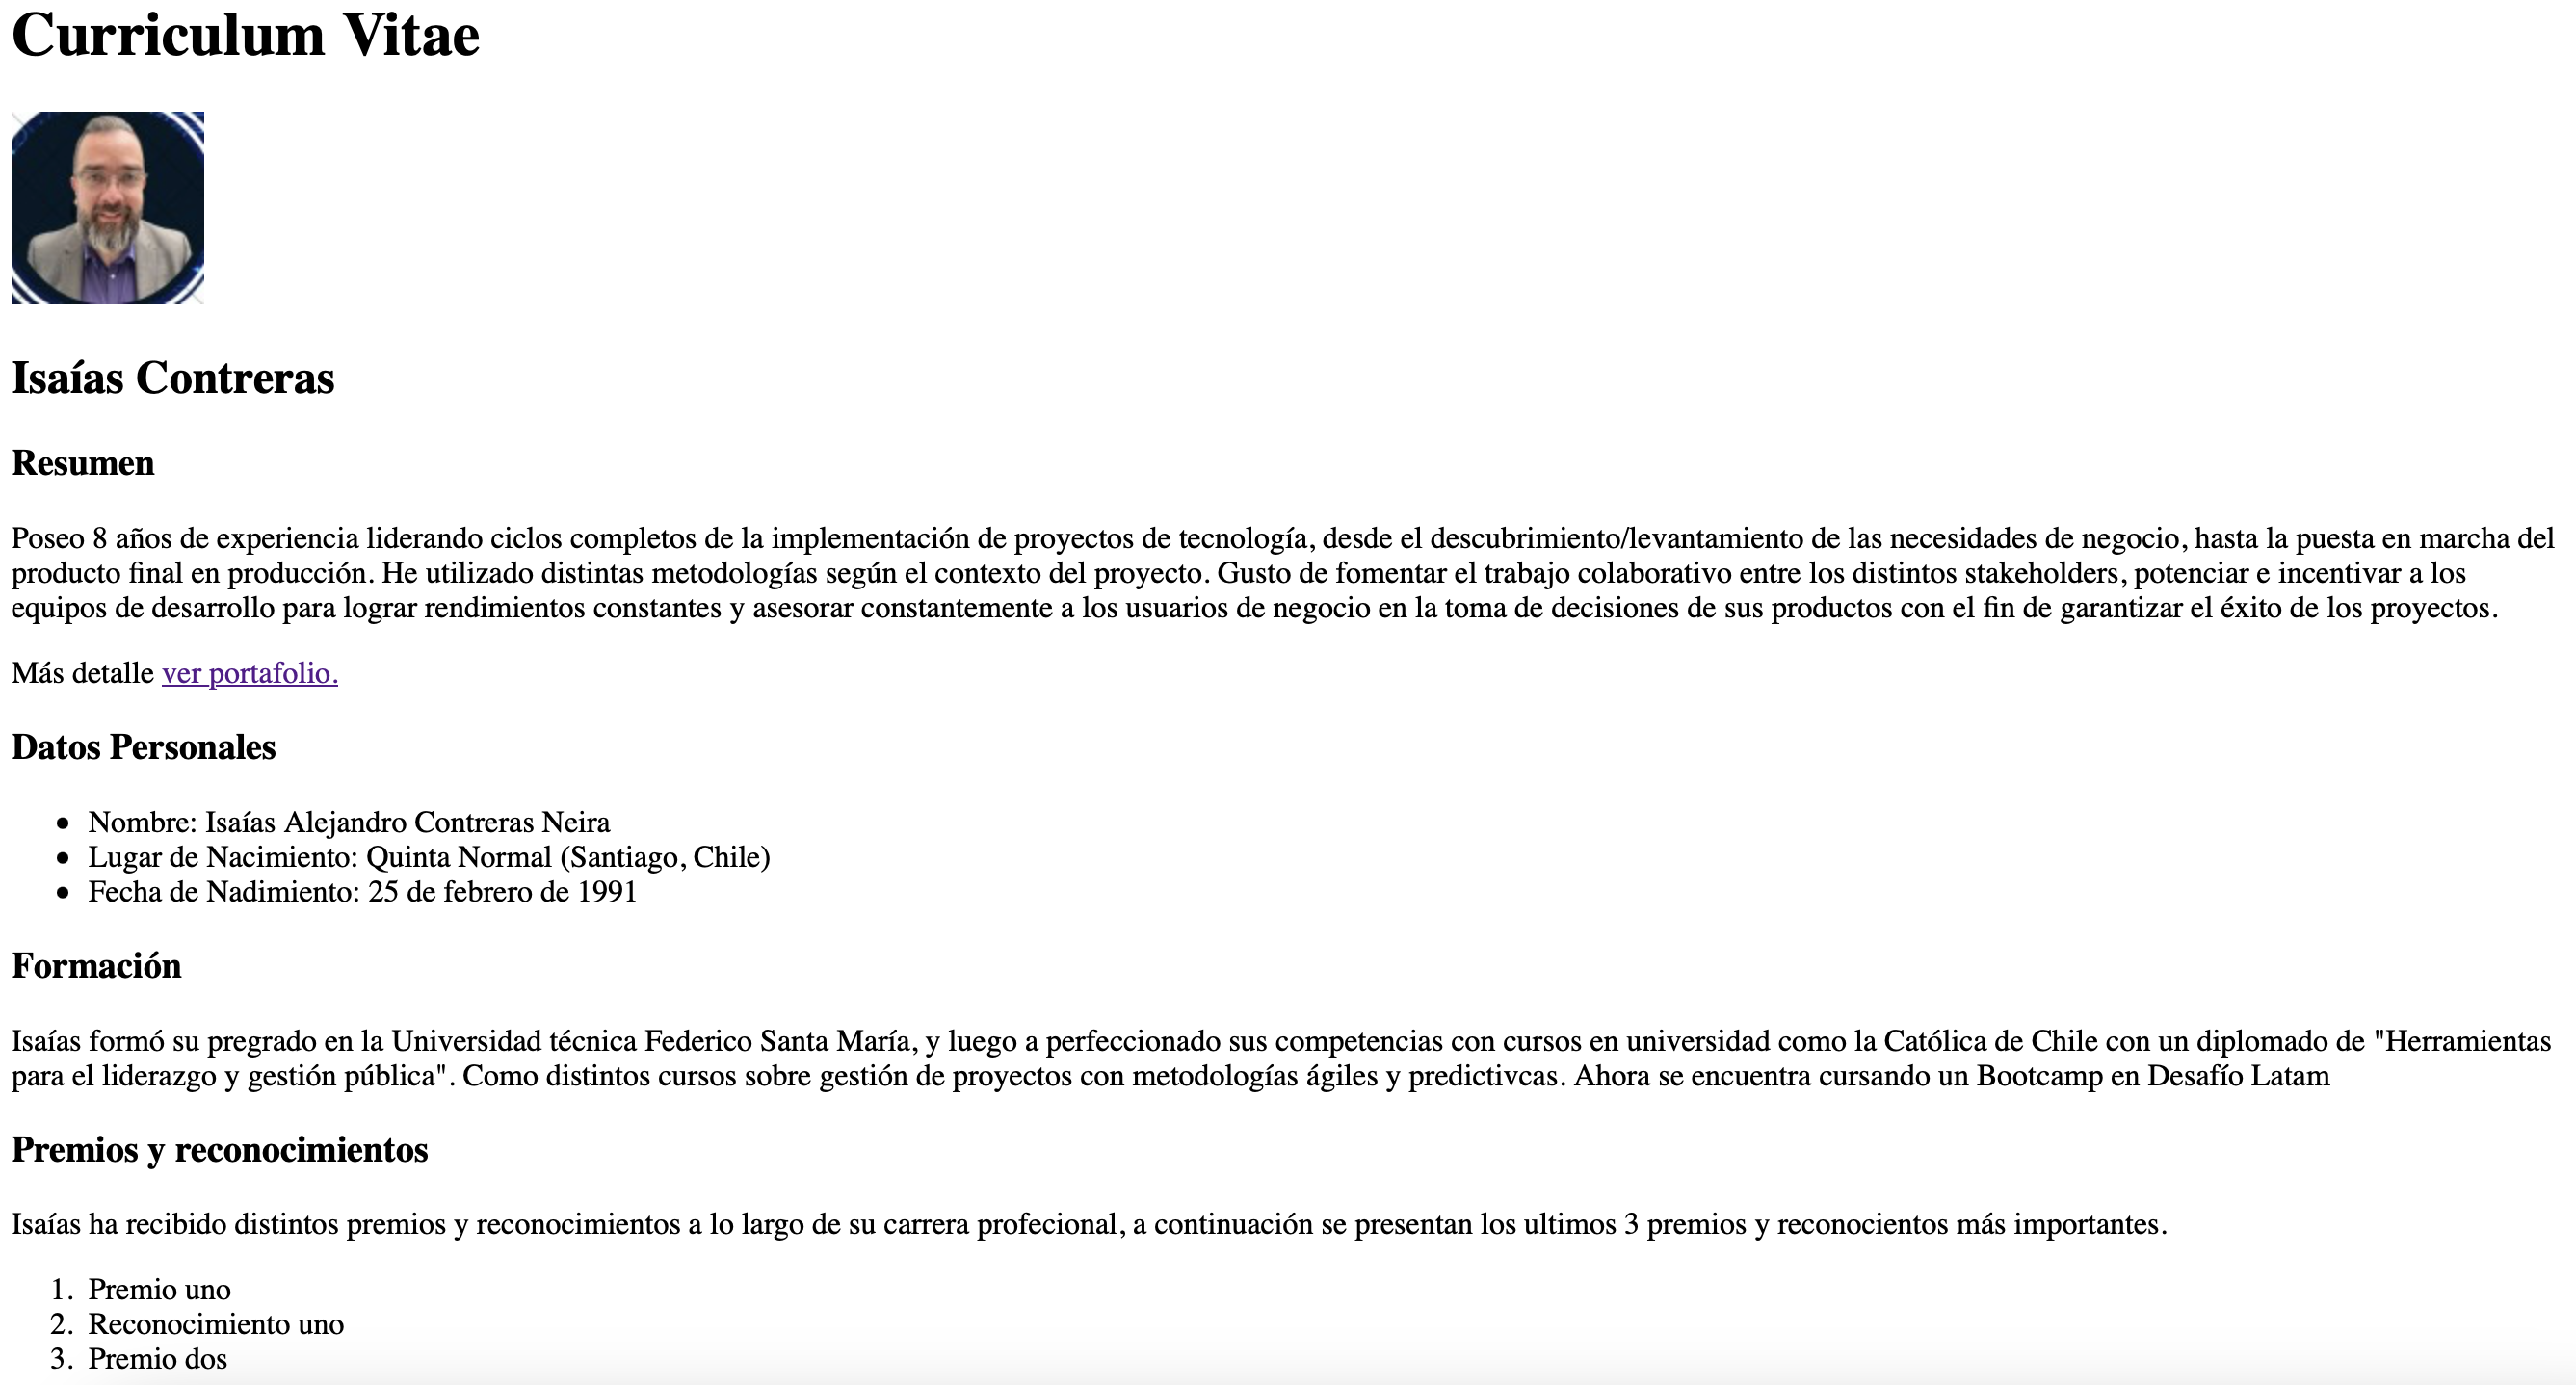 Curriculum Vitae
Isaías Contreras
Resumen
Poseo 8 años de experiencia liderando ciclos completos de la implementación de proyectos de tecnología, desde el descubrimiento/levantamiento de las necesidades de negocio, hasta la puesta en marcha del
producto final en producción. He utilizado distintas metodologías según el contexto del proyecto. Gusto de fomentar el trabajo colaborativo entre los distintos stakeholders, potenciar e incentivar a los
equipos de desarrollo para lograr rendimientos constantes y asesorar constantemente a los usuarios de negocio en la toma de decisiones de sus productos con el fin de garantizar el éxito de los proyectos.
Más detalle ver portafolio.
Datos Personales
• Nombre: Isaías Alejandro Contreras Neira
• Lugar de Nacimiento: Quinta Normal (Santiago, Chile)
• Fecha de Nadimiento: 25 de febrero de 1991
Formación
Isaías formó su pregrado en la Universidad técnica Federico Santa María, y luego a perfeccionado sus competencias con cursos en universidad como la Católica de Chile con un diplomado de "Herramientas
para el liderazgo y gestión pública". Como distintos cursos sobre gestión de proyectos con metodologías ágiles y predictivcas. Ahora se encuentra cursando un Bootcamp en Desafío Latam
Premios y reconocimientos
Isaías ha recibido distintos premios y reconocimientos a lo largo de su carrera profecional, a continuación se presentan los ultimos 3 premios y reconocientos más importantes.
1. Premio uno
2. Reconocimiento uno
3. Premio dos